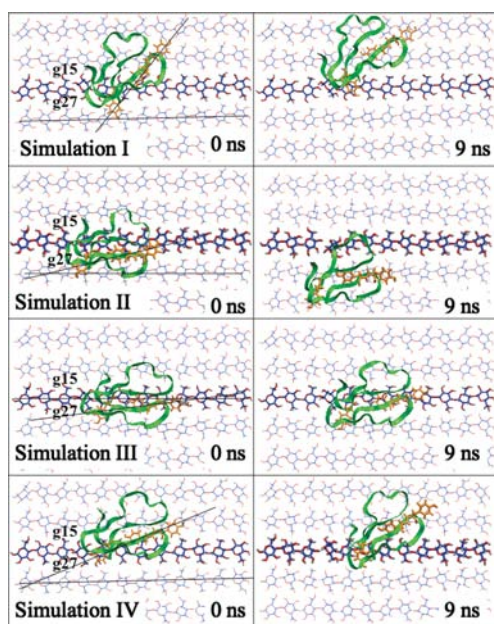 g15
g27
Simulation I
0 ns
9 ns
g15
g27
Simulation II
0 ns
9 ns
g15
g27
Simulation III
0 ns
9 ns
g15
g27
Simulation IV
0 ns
9 ns